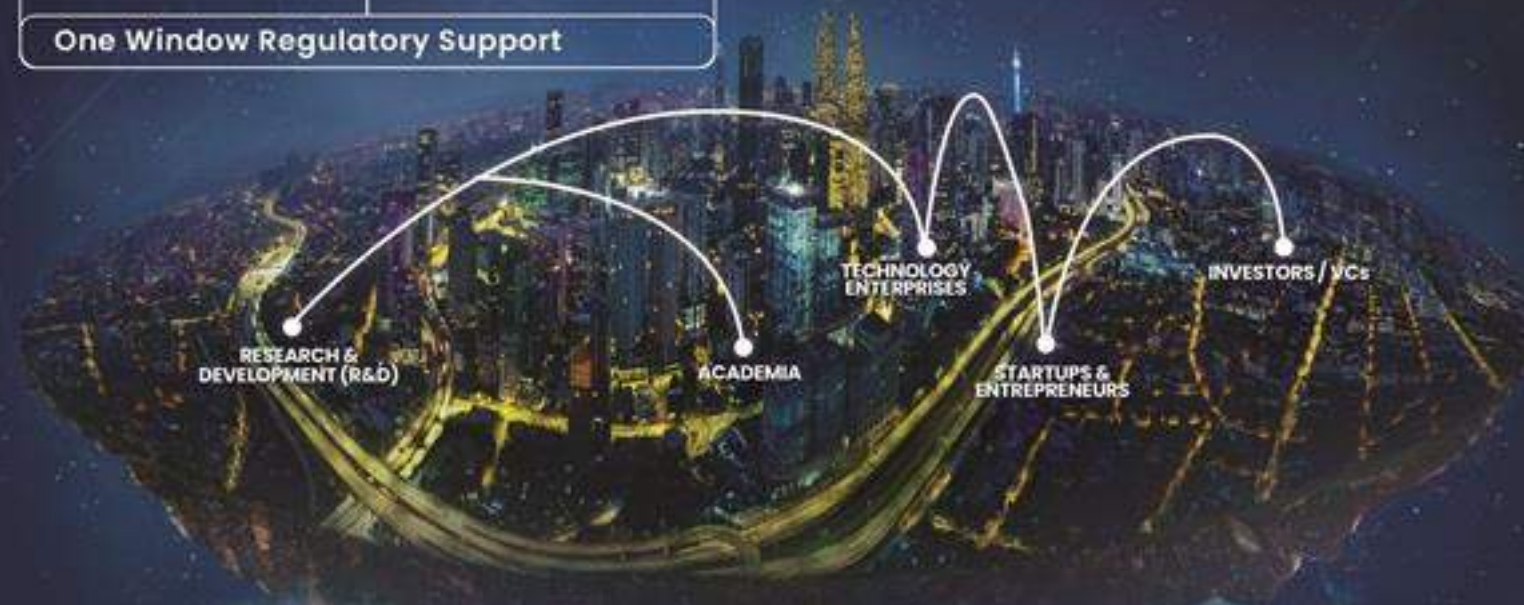 One Window Regulatory Support
TECHNOLOGY
ENTERPRISES
INVESTORS / VCs
RESEARCH &
DEVELOPMENT (R&D)
ACADEMIA
STARTUPS &
ENTREPRENEURS